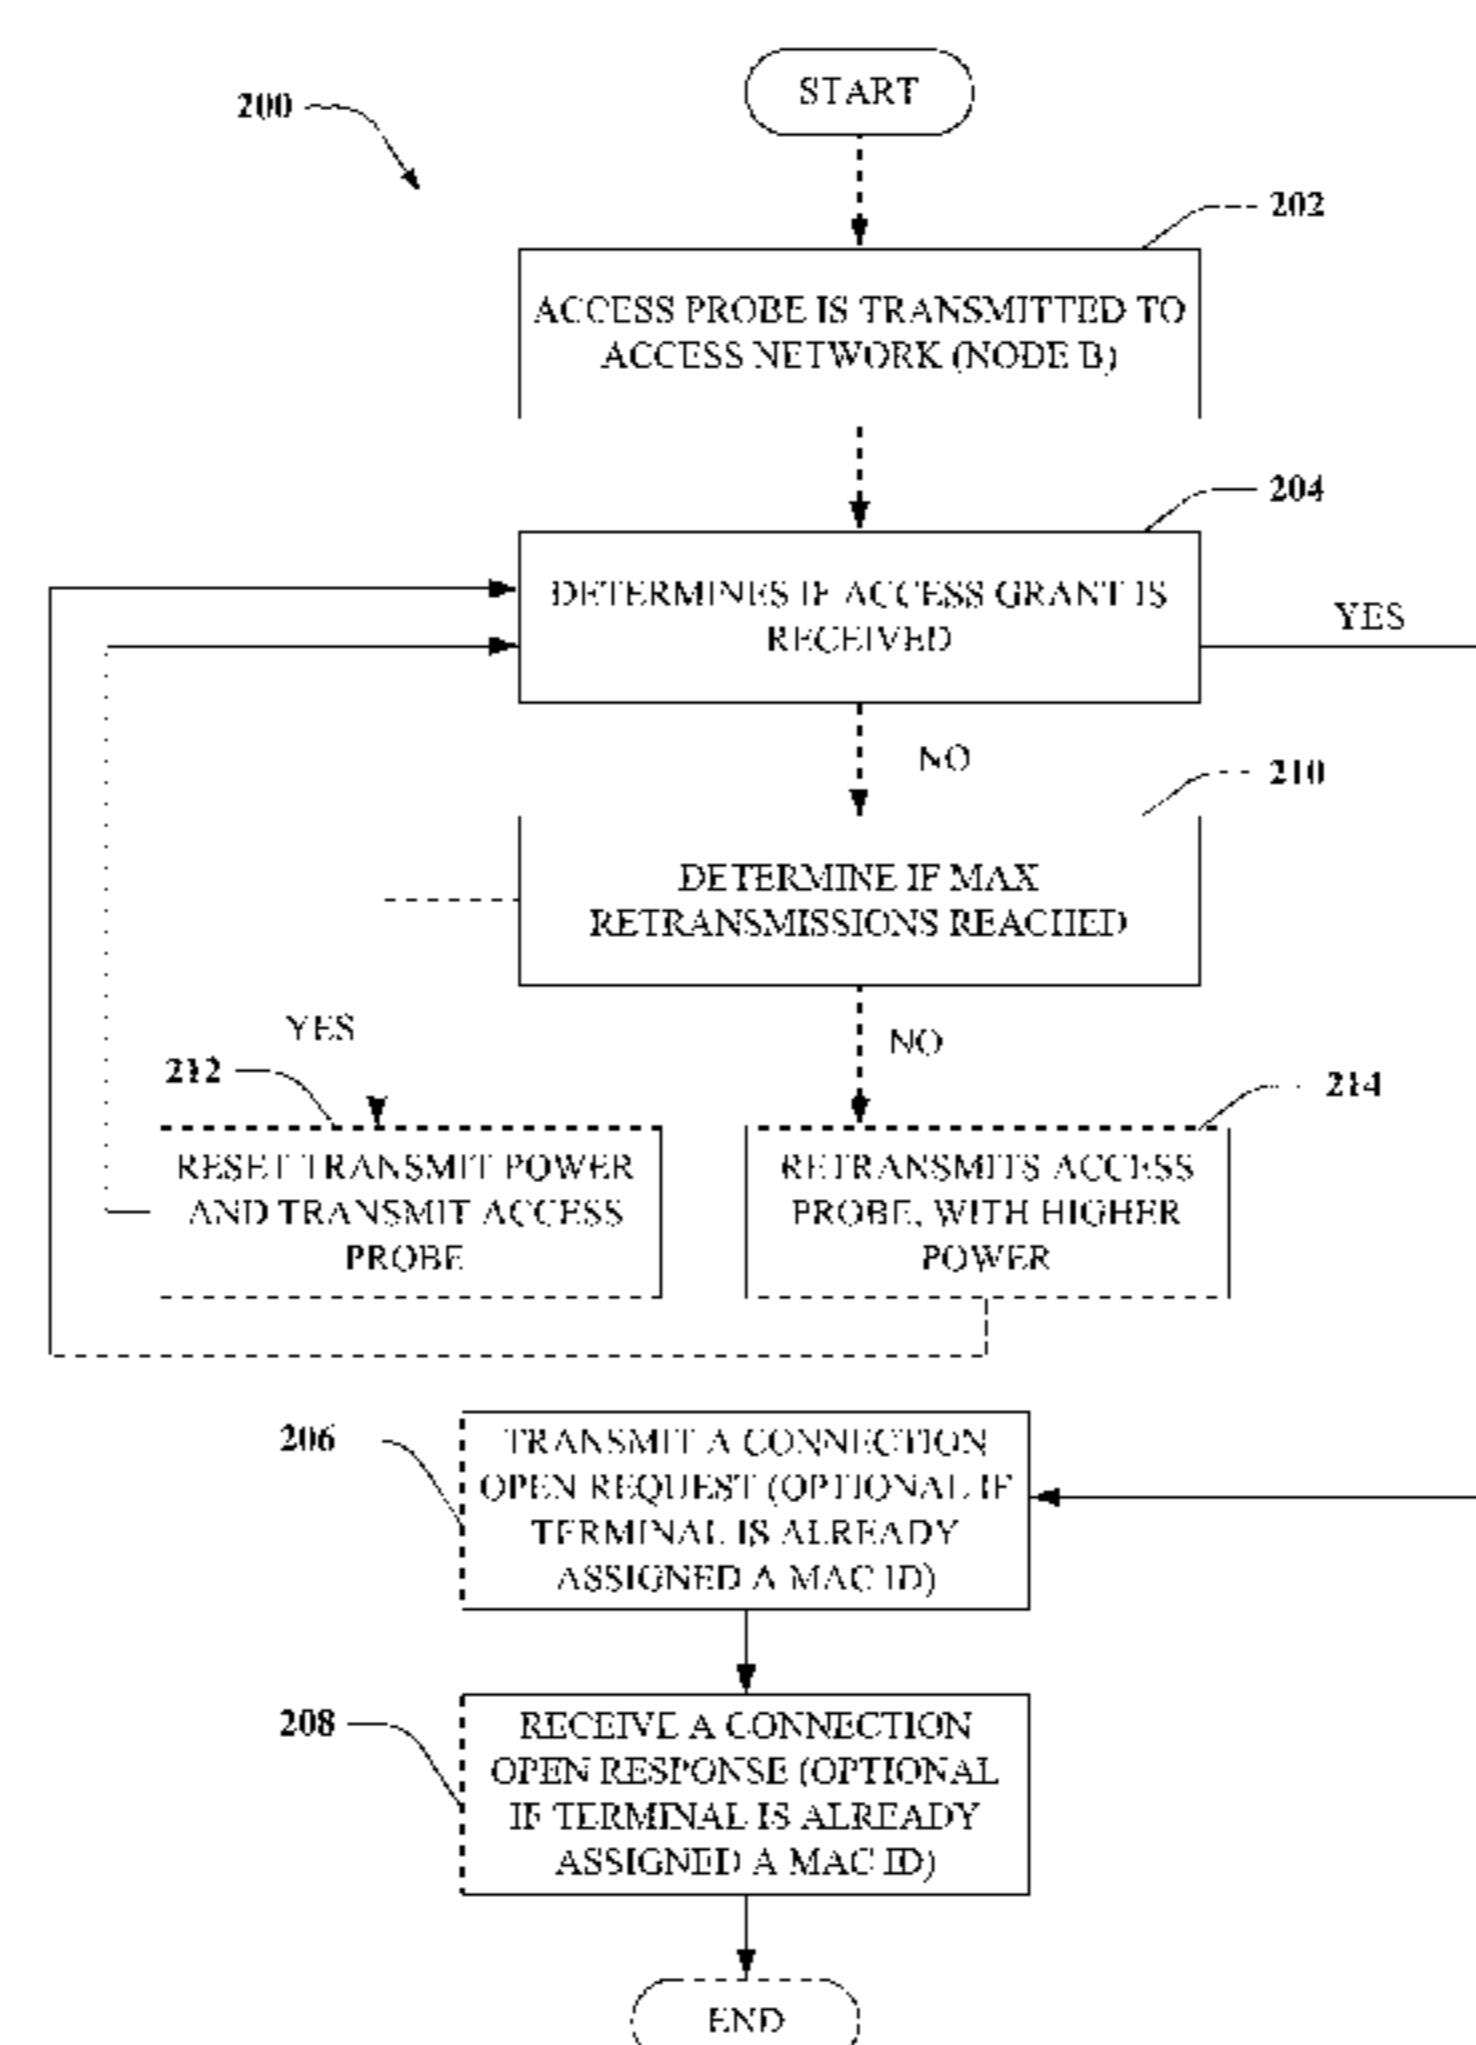 START
200
202
ACCESS PROBE IS TRANSMITTED TO
ACCESS NETWORK (NODE B)
204
DETERMINES IF ACCESS GRANT IS
RECEIVED
YES
NO
210
DETERMINE IF MAX
RETRANSMISSIONS REACHED
YES
NO
212
214
RESET TRANSMIT POWER
AND TRANSMIT ACCESS
PROBE
RETRANSMITS ACCESS
PROBE, WITH HIGHER
POWER
206
TRANSMIT A CONNECTION
OPEN REQUEST (OPTIONAL IF
TERMINAL IS ALREADY
ASSIGNED A MAC ID)
208
RECEIVE A CONNECTION
OPEN RESPONSE (OPTIONAL
IF TERMINAL IS ALREADY
ASSIGNED A MAC ID)
END